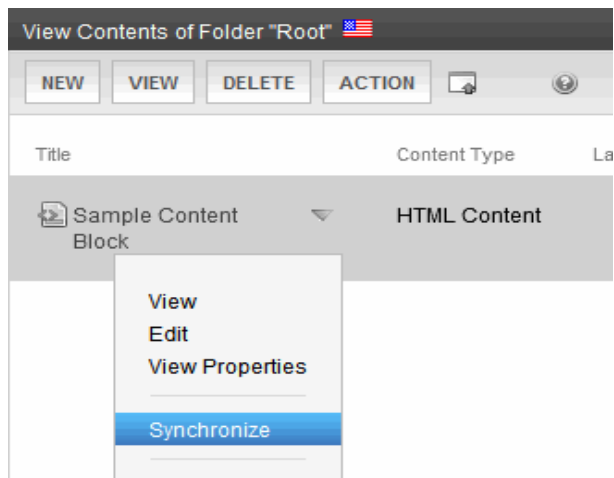 View Contents of Folder "Root"
NEW VIEW DELETE ACTION
Title Content Type La
Sample Content HTML Content
Block
View
Edit
View Properties
Synchronize